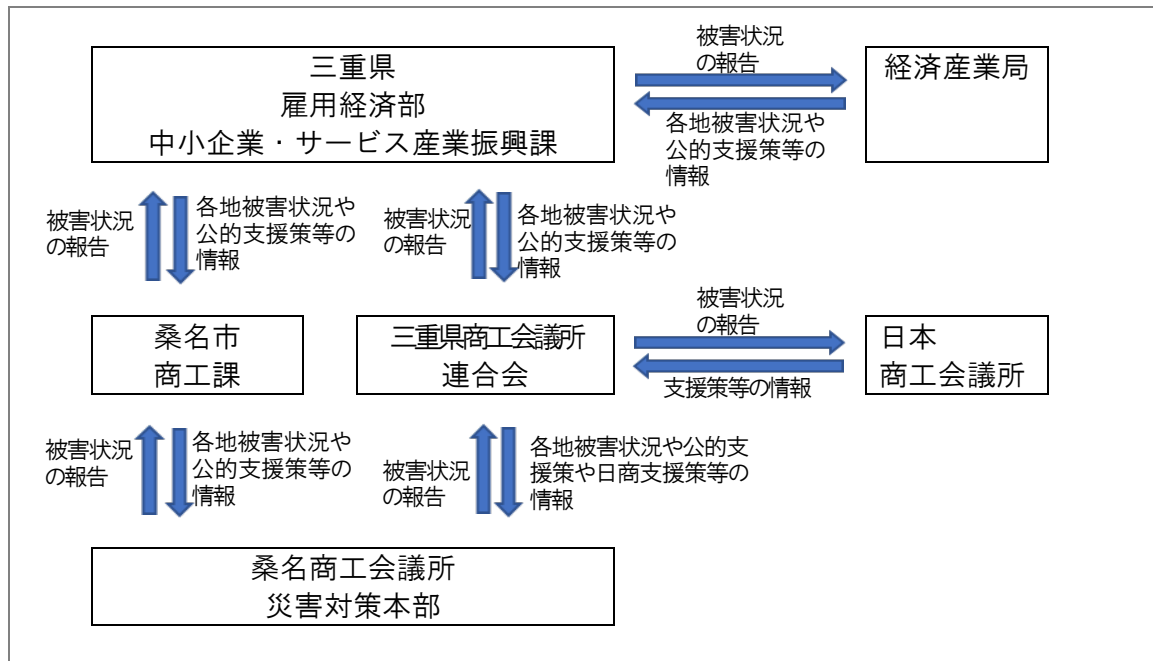 三重県
雇用経済部
中小企業・サービス産業振興課
被害状況
の報告
各地被害状況や
公的支援策等の
情報
経済産業局
被害状況
の報告
各地被害状況や
公的支援策等の
情報
被害状況
の報告
各地被害状況や
公的支援策等の
情報
桑名市
商工課
三重県商工会議所
連合会
被害状況
の報告
支援策等の情報
日本
商工会議所
被害状況
の報告
各地被害状況や
公的支援策等の
情報
被害状況
の報告
各地被害状況や公的支
援策や日商支援策等の
情報
桑名商工会議所
災害対策本部